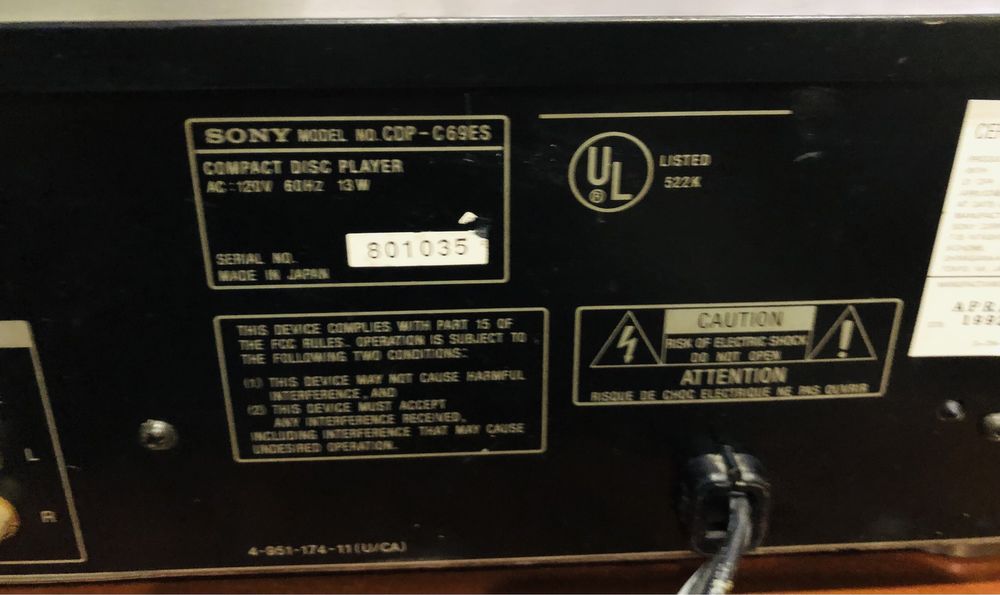 SONY MODEL NO. CDP-C69ES
COMPACT DISC PLAYER
AC: 120V 60HZ 13W
SERIAL NO. 801035
MADE IN JAPAN
UL ®
LISTED
522K
THIS DEVICE COMPLIES WITH PART 15 OF
THE FCC RULES. OPERATION IS SUBJECT TO
THE FOLLOWING TWO CONDITIONS:
(1) THIS DEVICE MAY NOT CAUSE HARMFUL
INTERFERENCE, AND
(2) THIS DEVICE MUST ACCEPT
ANY INTERFERENCE RECEIVED,
INCLUDING INTERFERENCE THAT MAY CAUSE
UNDESIRED OPERATION.
CAUTION
RISK OF ELECTRIC SHOCK
DO NOT OPEN
ATTENTION
RISQUE DE CHOC ELECTRIQUE NE PAS OUVRIR
L
R
4-951-174-11(U/CA)